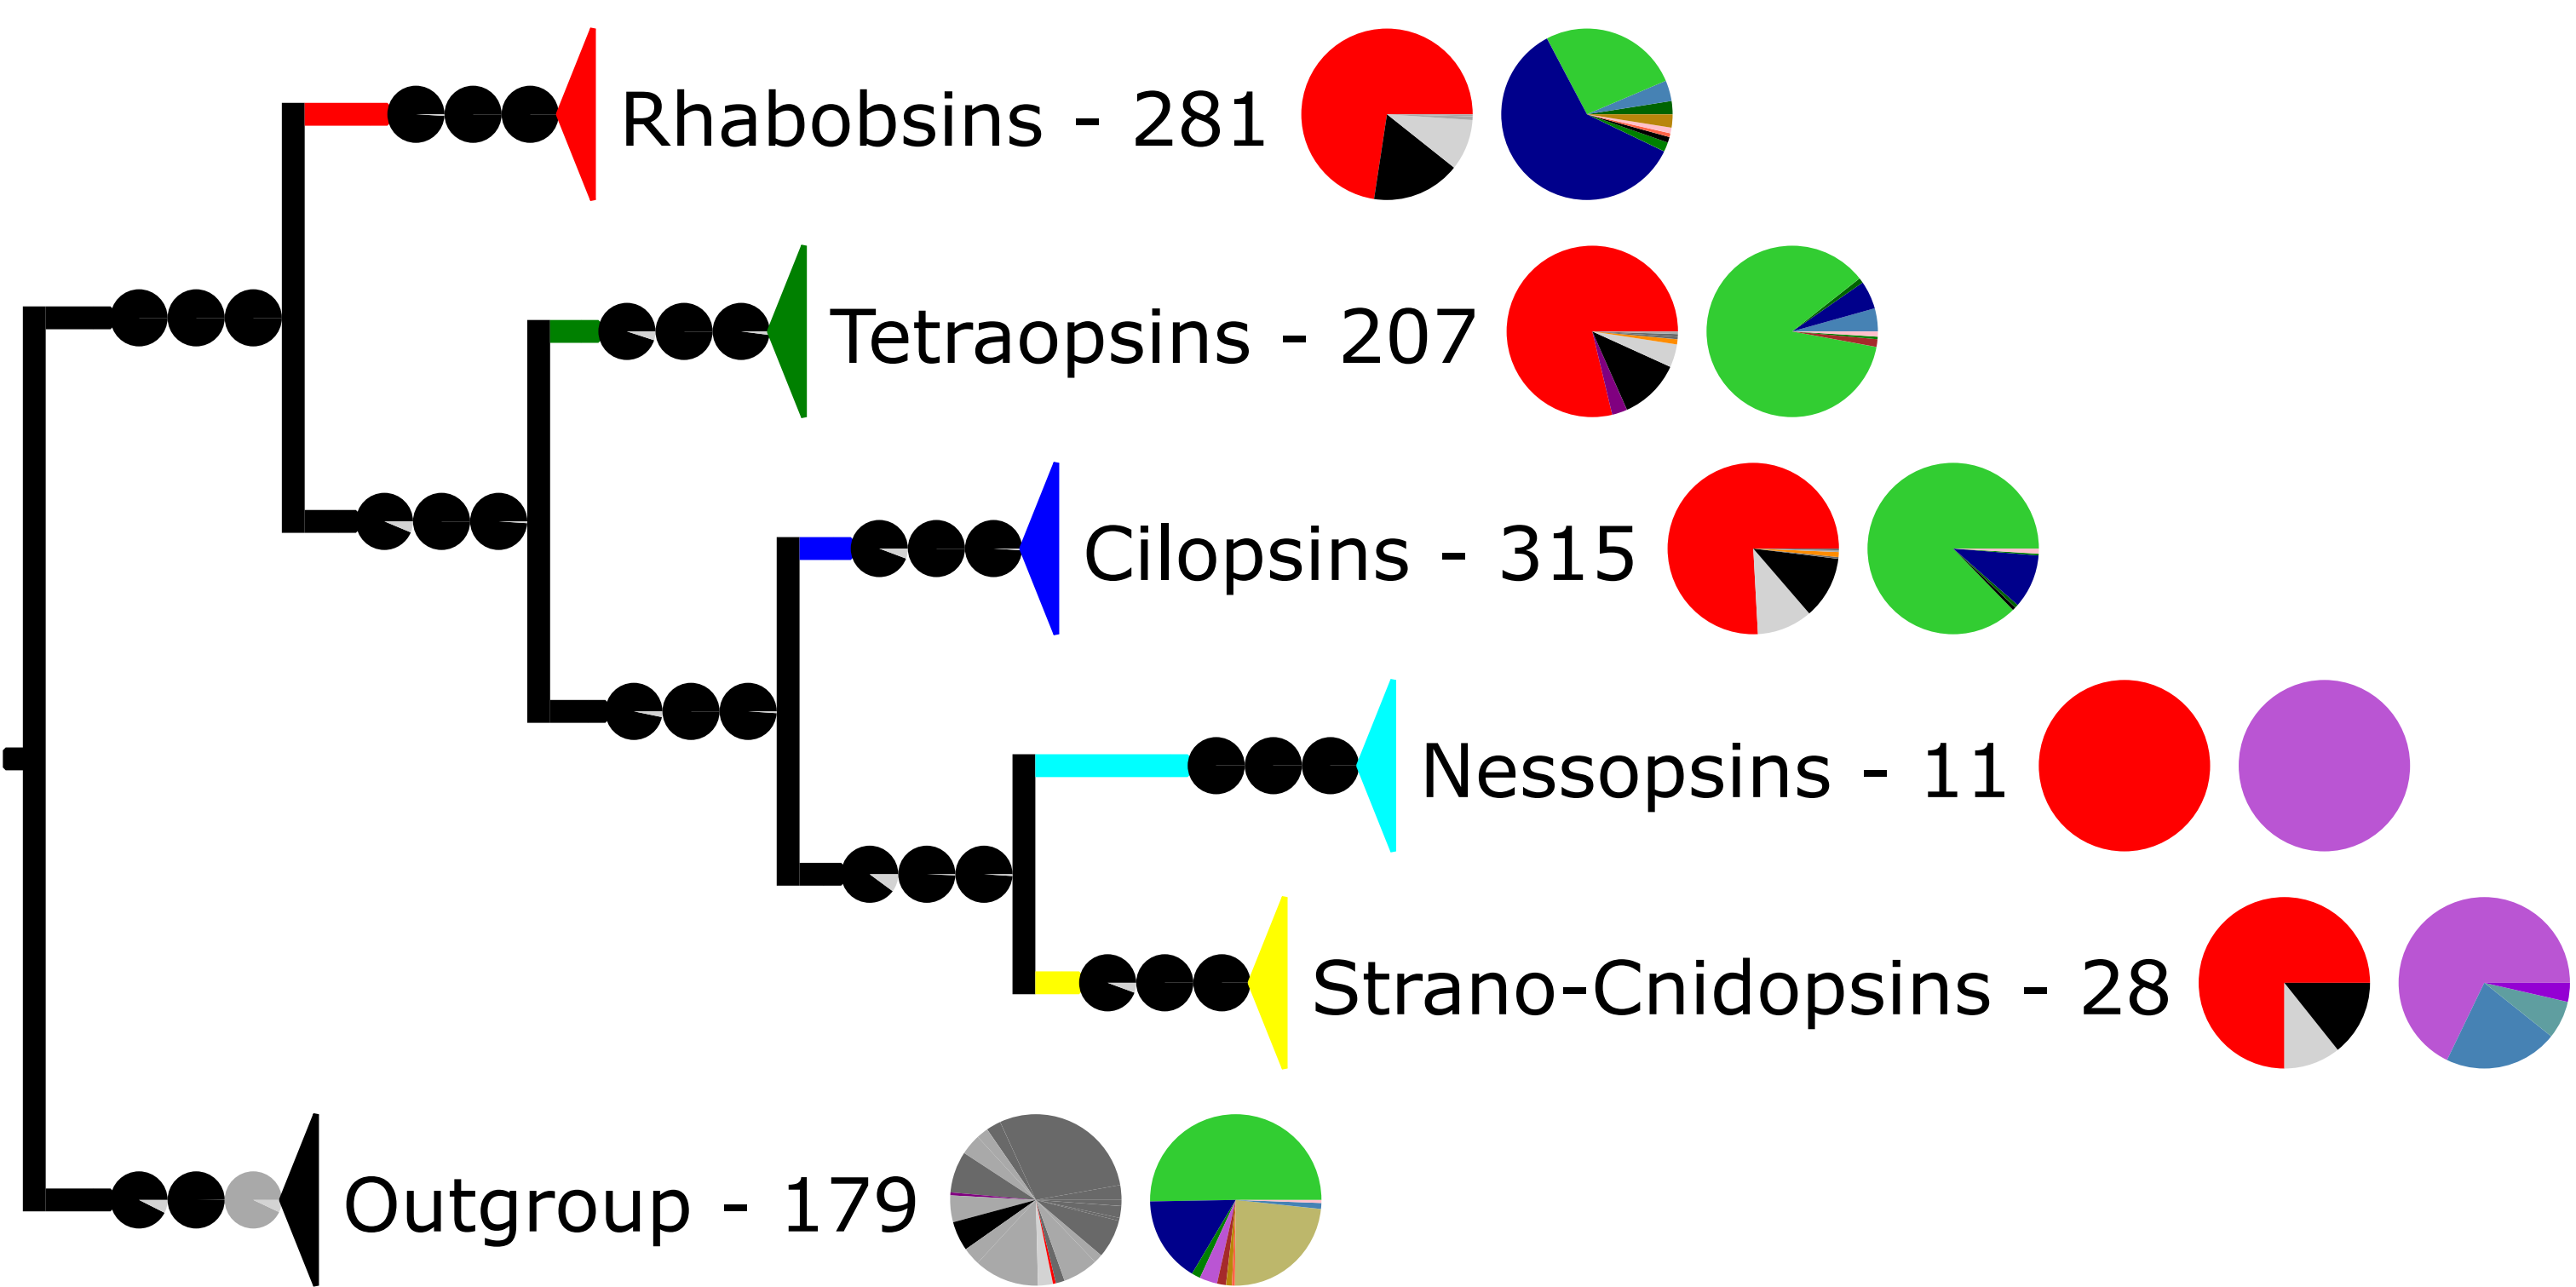 Rhabobsins - 281
Tetraopsins - 207
Cilopsins - 315
Nessopsins - 11
Strano-Cnidopsins - 28
Outgroup - 179